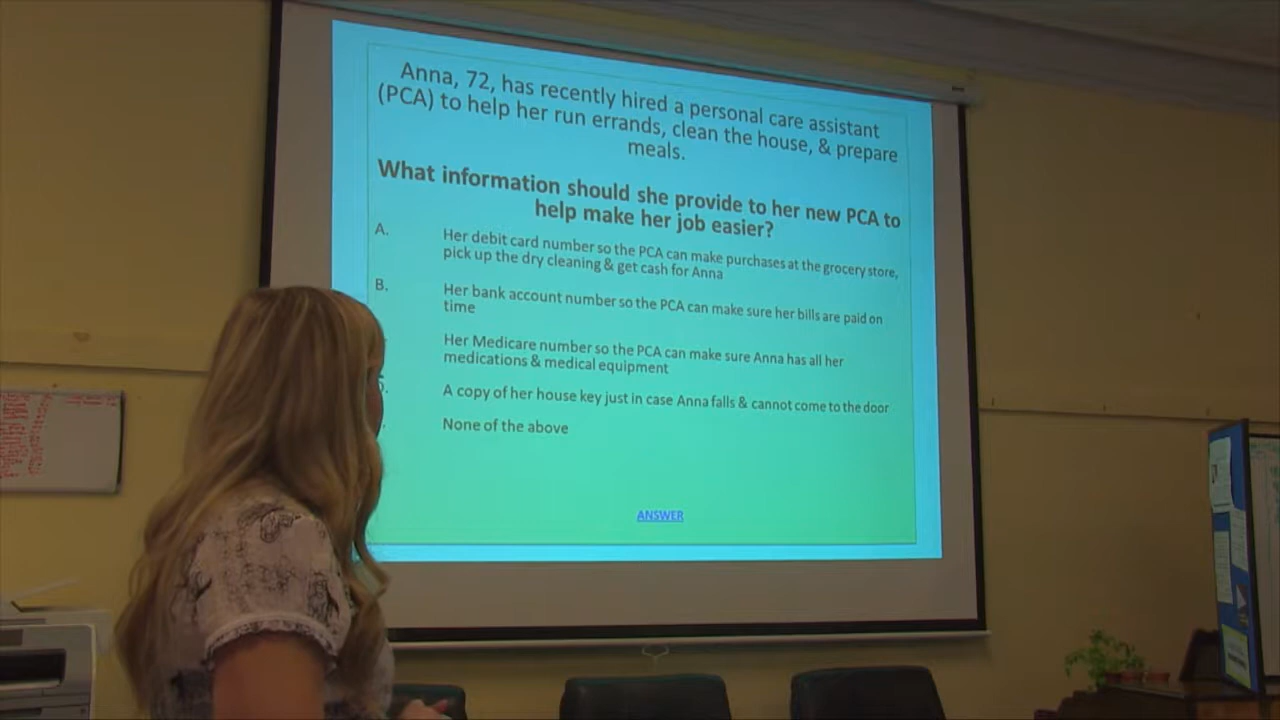 Anna, 72, has recently hired a personal care assistant
(PCA) to help her run errands, clean the house, & prepare
meals.
What information should she provide to her new PCA to
help make her job easier?
A. Her debit card number so the PCA can make purchases at the grocery store,
pick up the dry cleaning & get cash for Anna
B. Her bank account number so the PCA can make sure her bills are paid on
time
Her Medicare number so the PCA can make sure Anna has all her
medications & medical equipment
A copy of her house key just in case Anna falls & cannot come to the door
None of the above
ANSWER